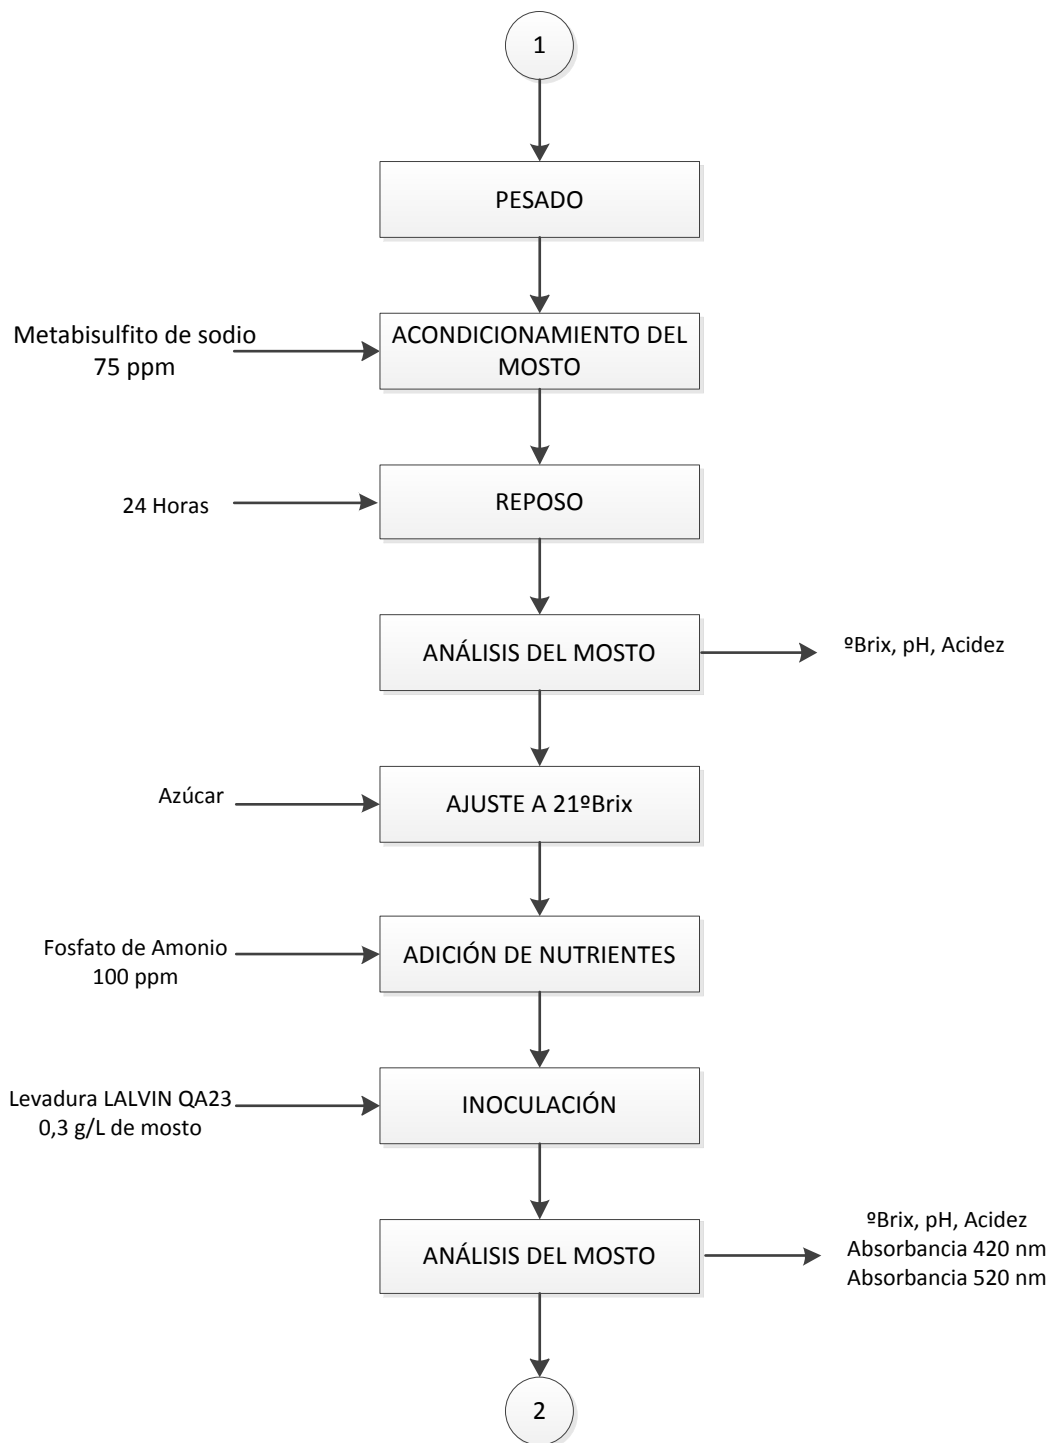 1
PESADO
Metabisulfito de sodio
75 ppm
ACONDICIONAMIENTO DEL
MOSTO
24 Horas
REPOSO
ANÁLISIS DEL MOSTO
ºBrix, pH, Acidez
Azúcar
AJUSTE A 21ºBrix
Fosfato de Amonio
100 ppm
ADICIÓN DE NUTRIENTES
Levadura LALVIN QA23
0,3 g/L de mosto
INOCULACIÓN
ANÁLISIS DEL MOSTO
ºBrix, pH, Acidez
Absorbancia 420 nm
Absorbancia 520 nm
2